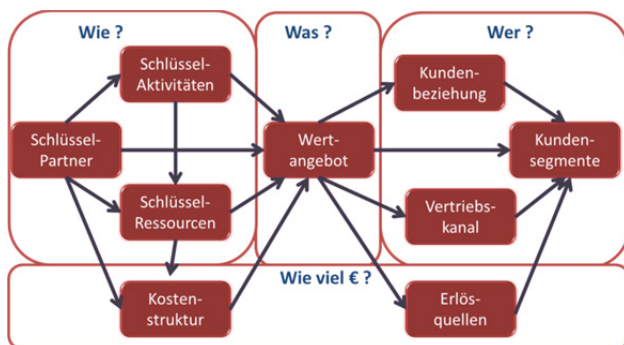 Wie ?
Was ?
Wer ?
Schlüssel-
Aktivitäten
Kunden-
beziehung
Schlüssel-
Partner
Wert-
angebot
Kunden-
segmente
Schlüssel-
Ressourcen
Vertriebs-
kanal
Wie viel € ?
Kosten-
struktur
Erlös-
quellen